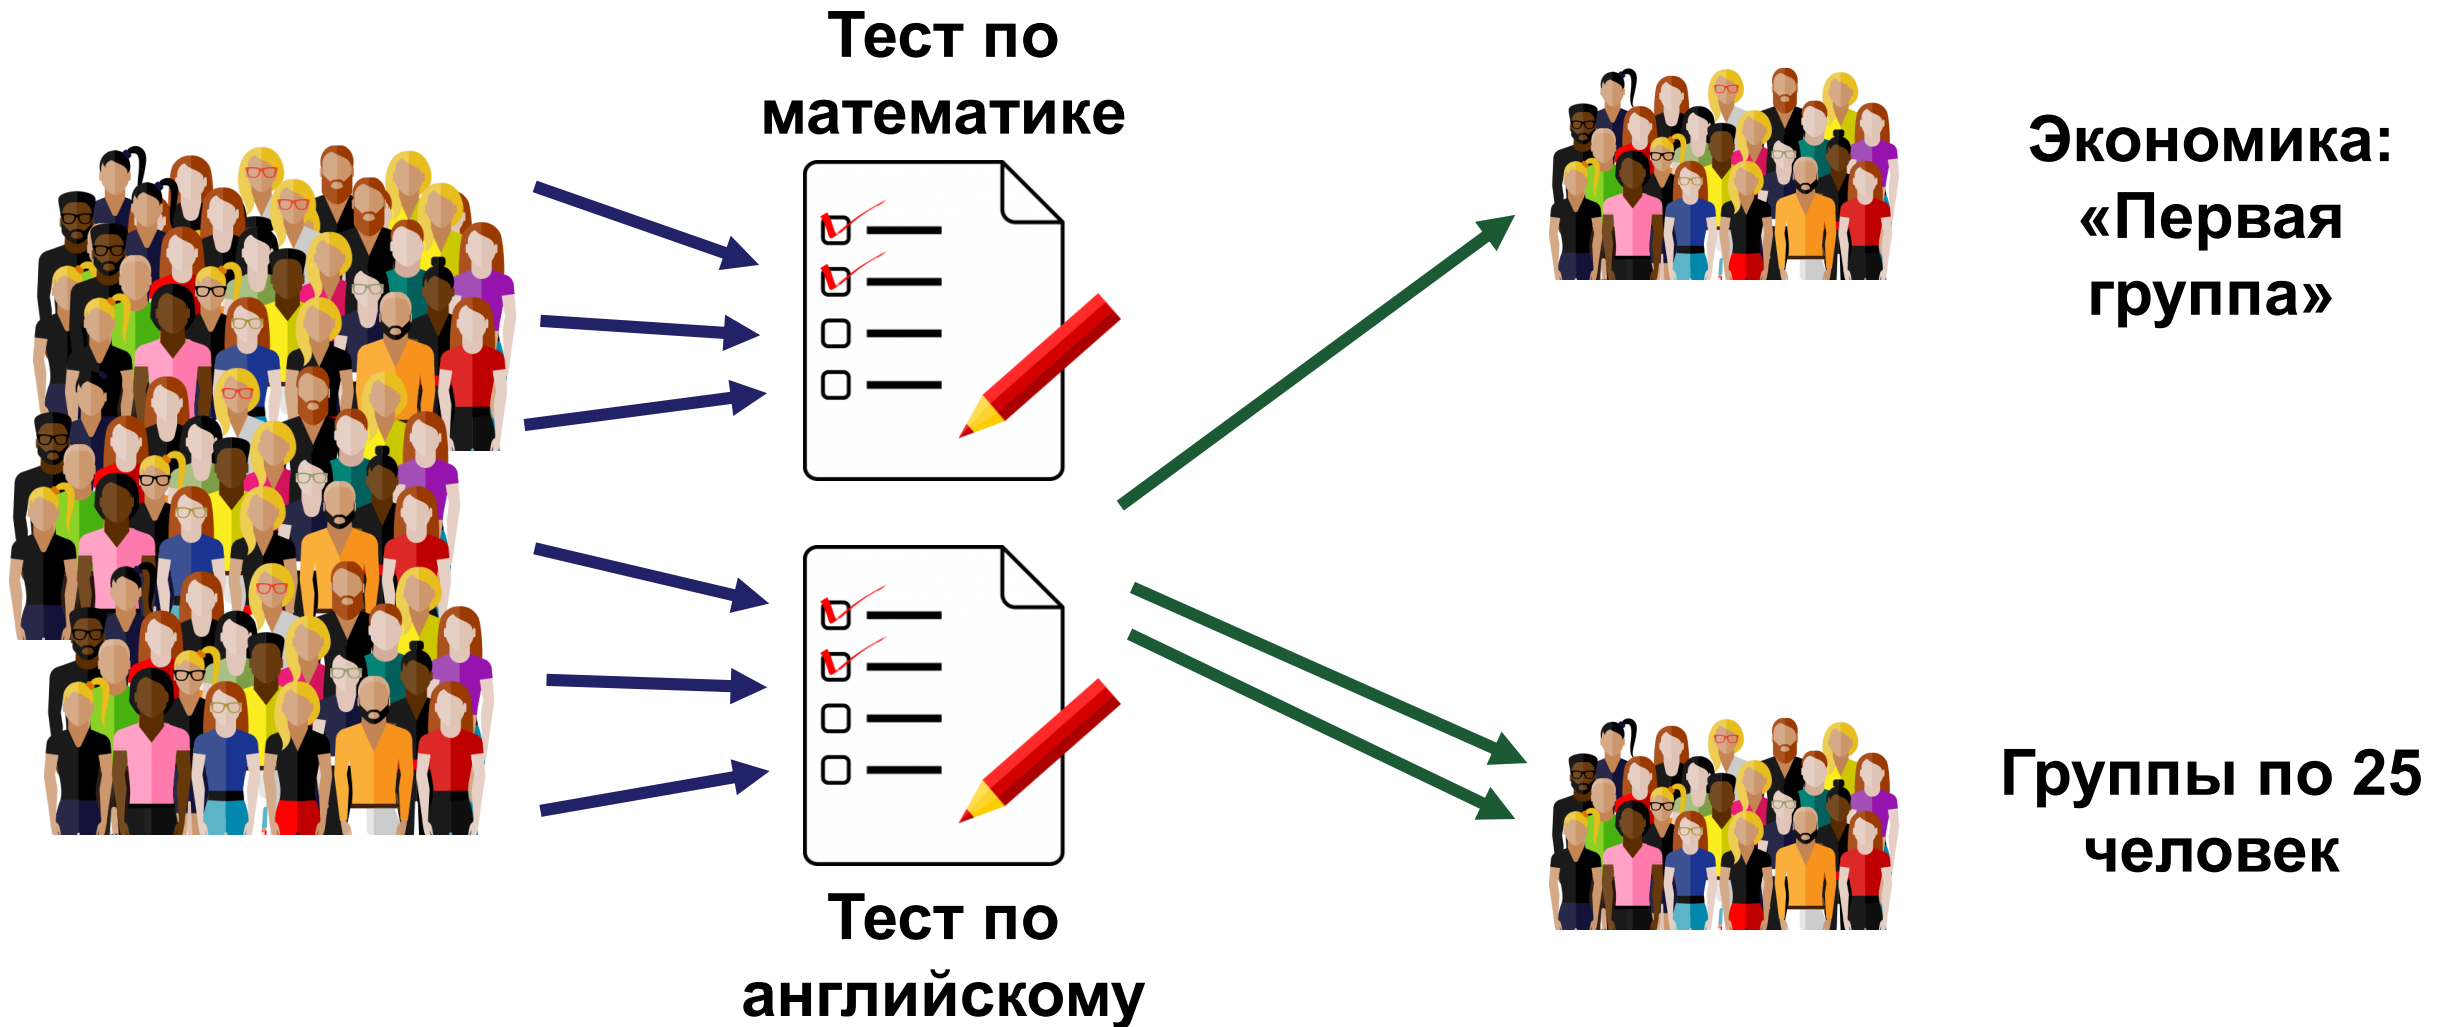 Тест по
математике
Экономика:
«Первая
группа»
Группы по 25
человек
Тест по
английскому